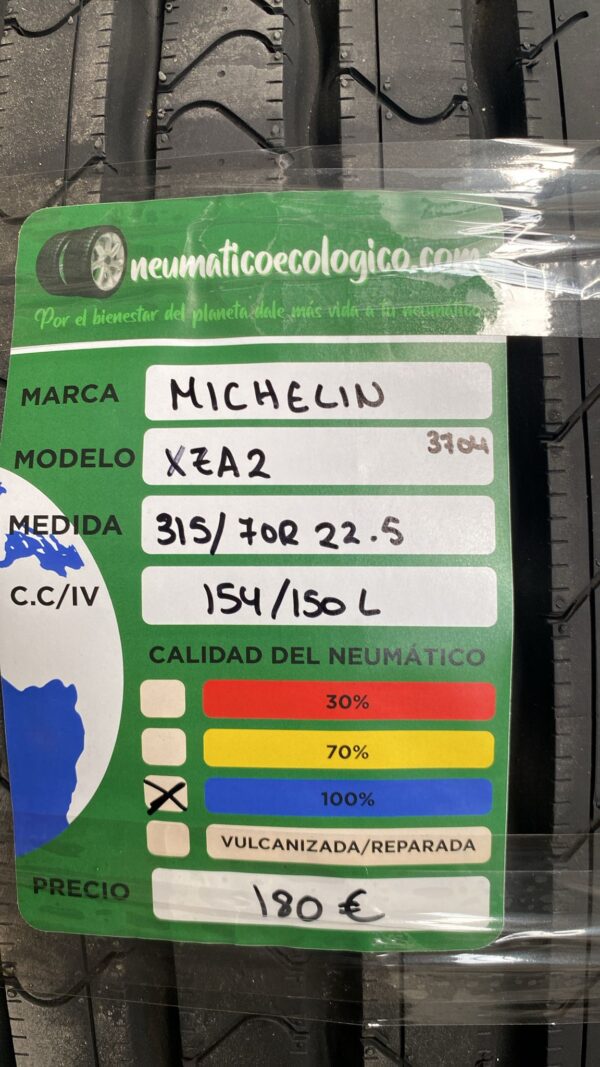 neumaticoecologico.com
Por el bienestar del planeta dale más vida a tu neumático
MARCA MICHELIN
MODELO XZA2 3704
MEDIDA 315/70R 22.5
C.C/IV 154/150 L
CALIDAD DEL NEUMÁTICO
30%
70%
100%
VULCANIZADA/REPARADA
PRECIO 180 €